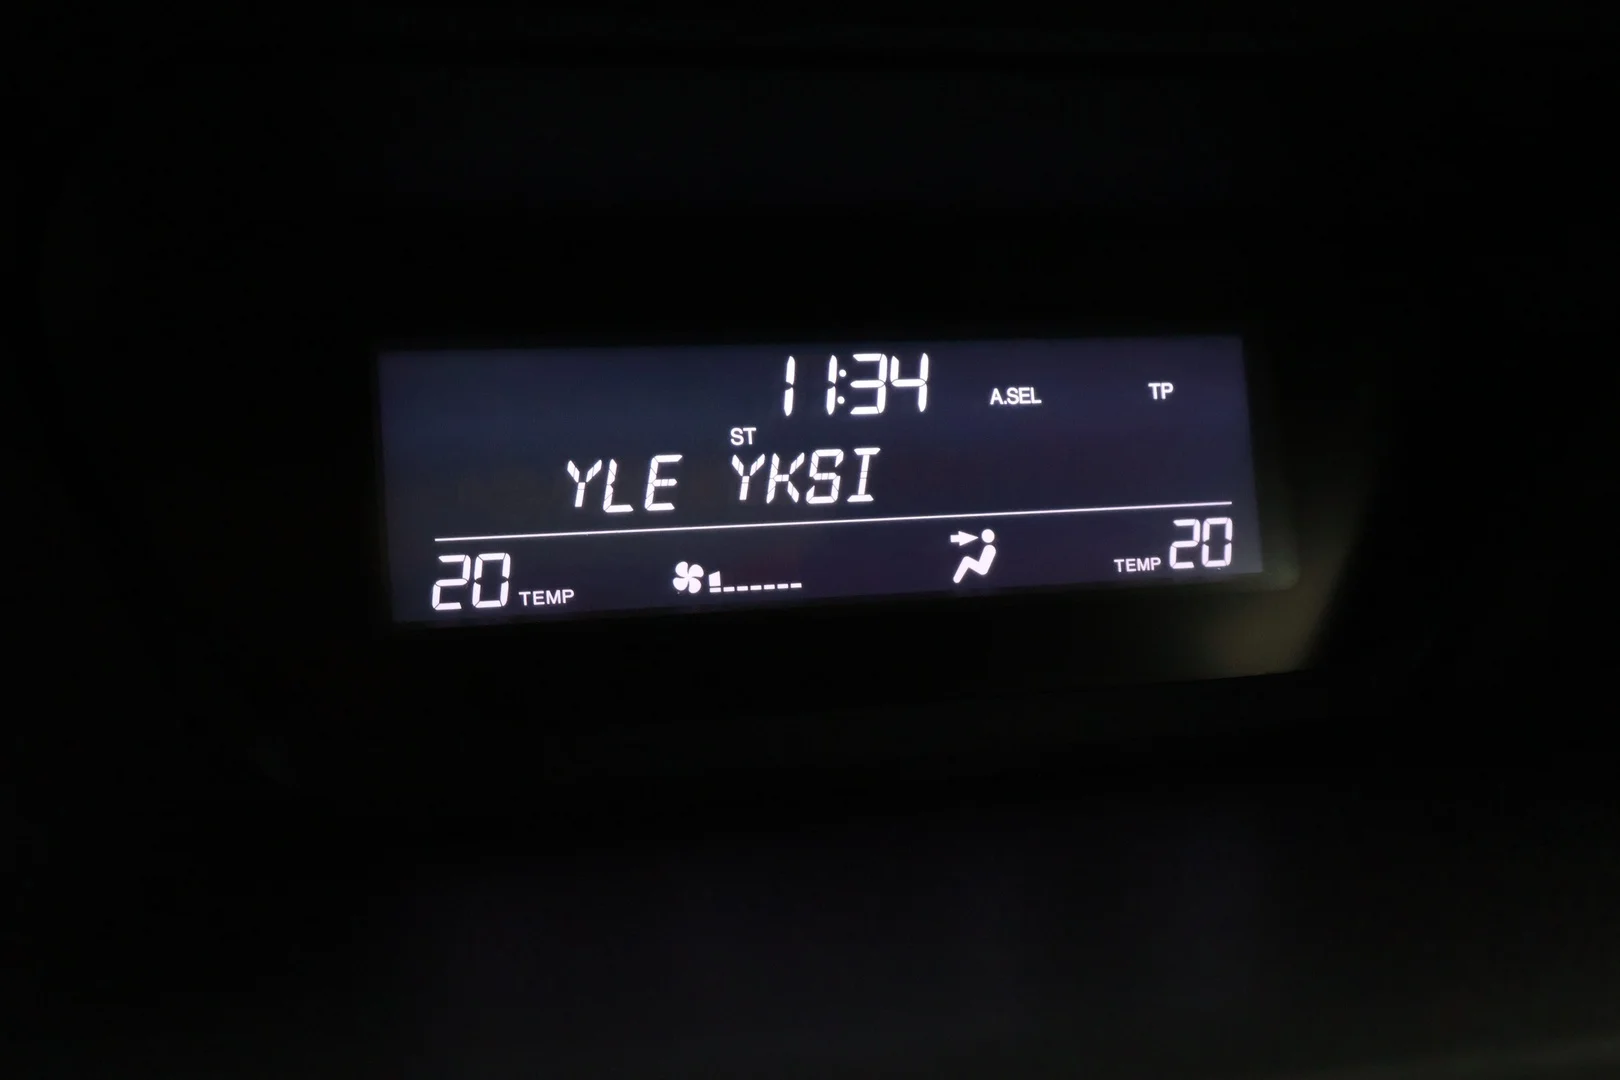 11:34 A.SEL TP
ST
YLE YKSI
20 TEMP TEMP 20